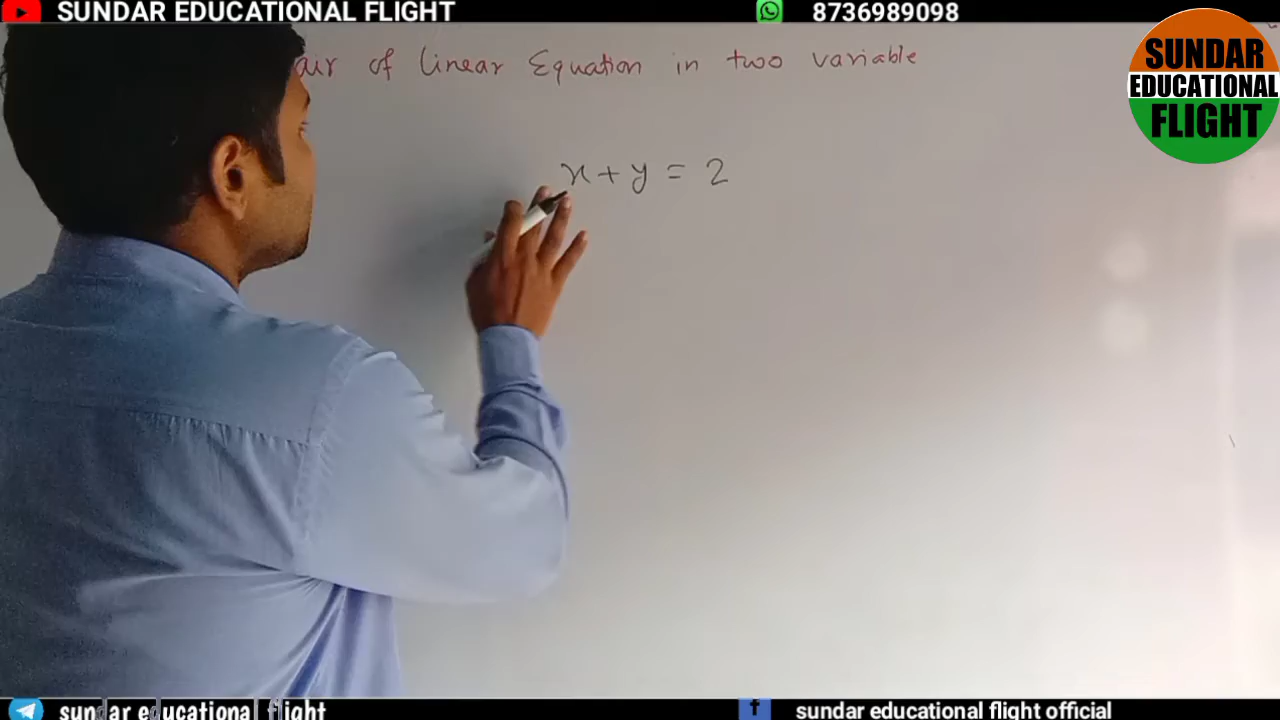 SUNDAR EDUCATIONAL FLIGHT
8736989098
air of linear Equation in two variable
SUNDAR
EDUCATIONAL
FLIGHT
x + y = 2
sundar educational flight
sundar educational flight official